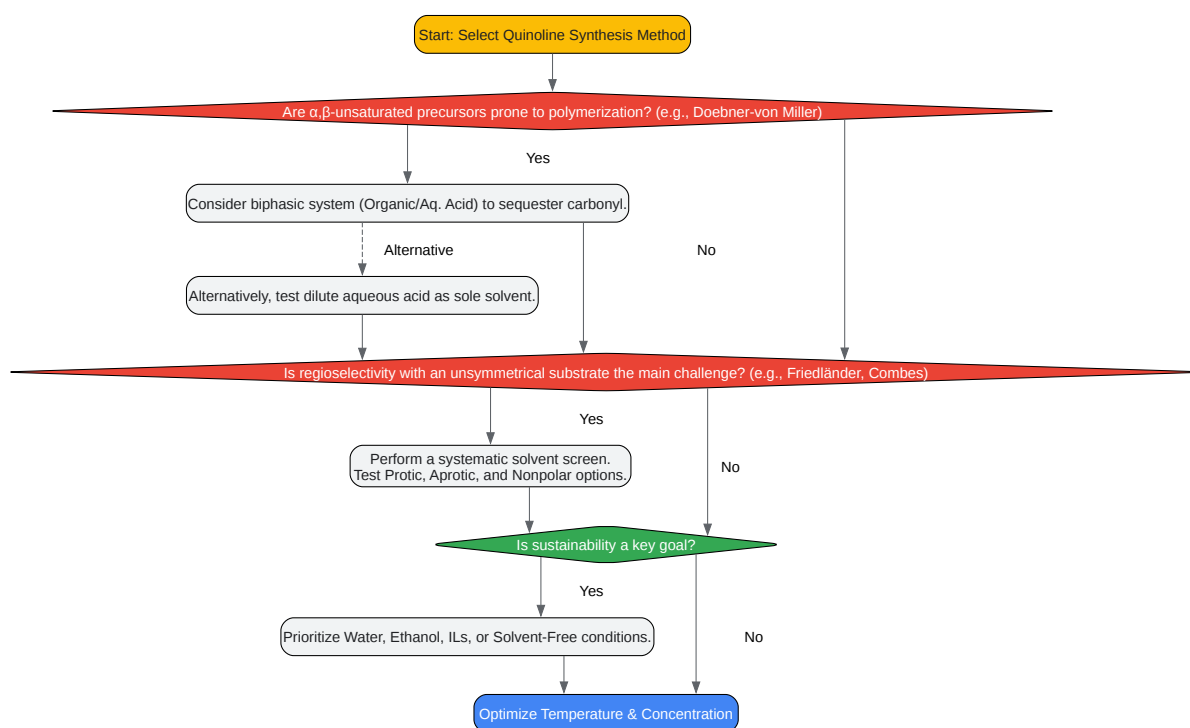 Start: Select Quinoline Synthesis Method
Are α,β-unsaturated precursors prone to polymerization? (e.g., Doebner-von Miller)
Yes
Consider biphasic system (Organic/Aq. Acid) to sequester carbonyl.
Alternative
No
Alternatively, test dilute aqueous acid as sole solvent.
Is regioselectivity with an unsymmetrical substrate the main challenge? (e.g., Friedländer, Combes)
Yes
Perform a systematic solvent screen.
Test Protic, Aprotic, and Nonpolar options.
No
Is sustainability a key goal?
Yes
Prioritize Water, Ethanol, ILs, or Solvent-Free conditions.
No
Optimize Temperature & Concentration